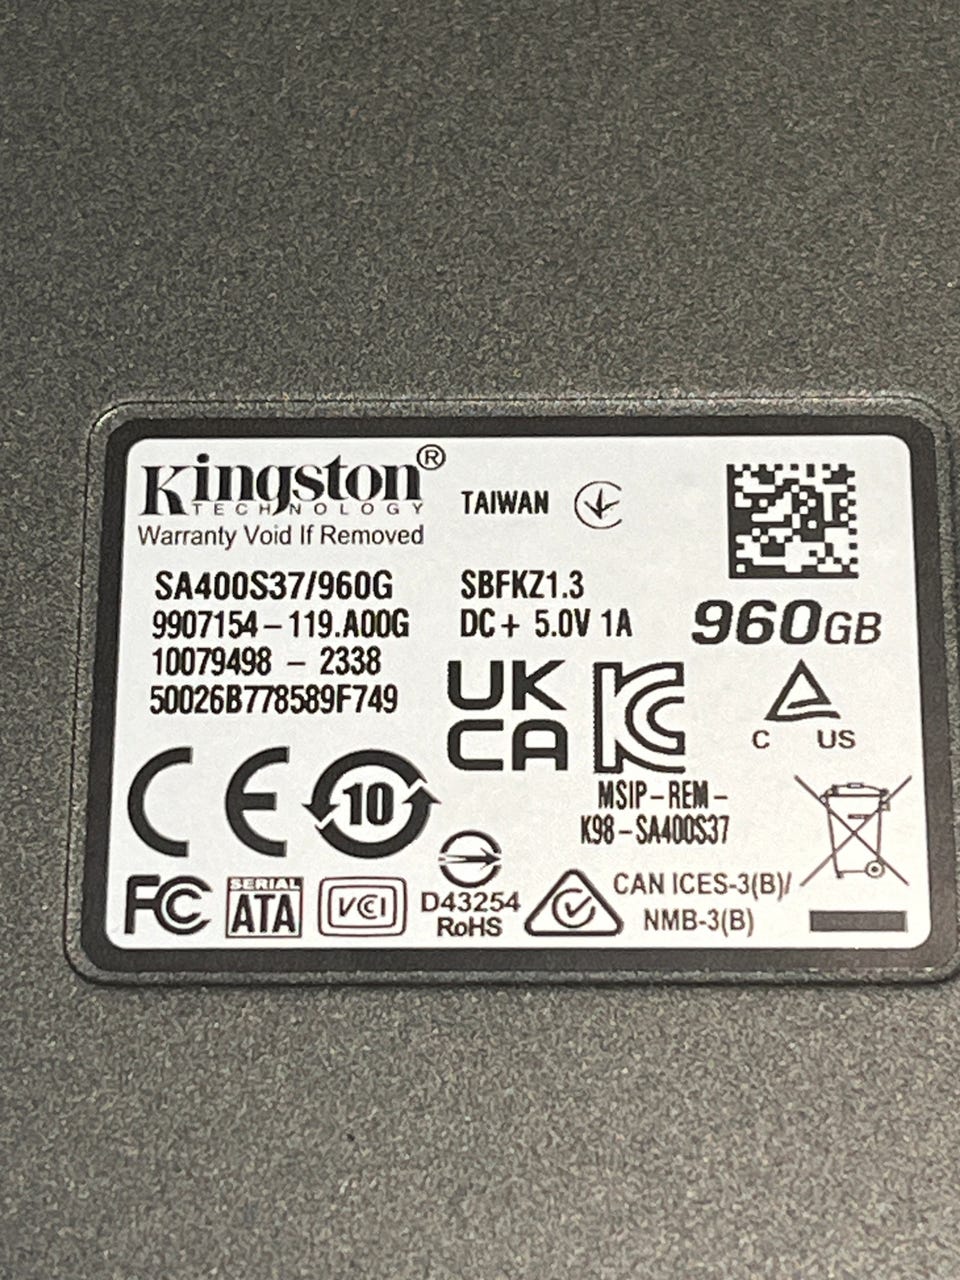 Kingston®
TECHNOLOGY
Warranty Void If Removed
TAIWAN
SA400S37/960G
9907154-119.A00G
10079498 - 2338
50026B778589F749
SBFKZ1.3
DC+ 5.0V 1A
960GB
UK
CA
KC
C US
CE
10
MSIP-REM-
K98-SA400S37
FC
SERIAL
ATA
VCI
D43254
RoHS
CAN ICES-3(B)/
NMB-3(B)